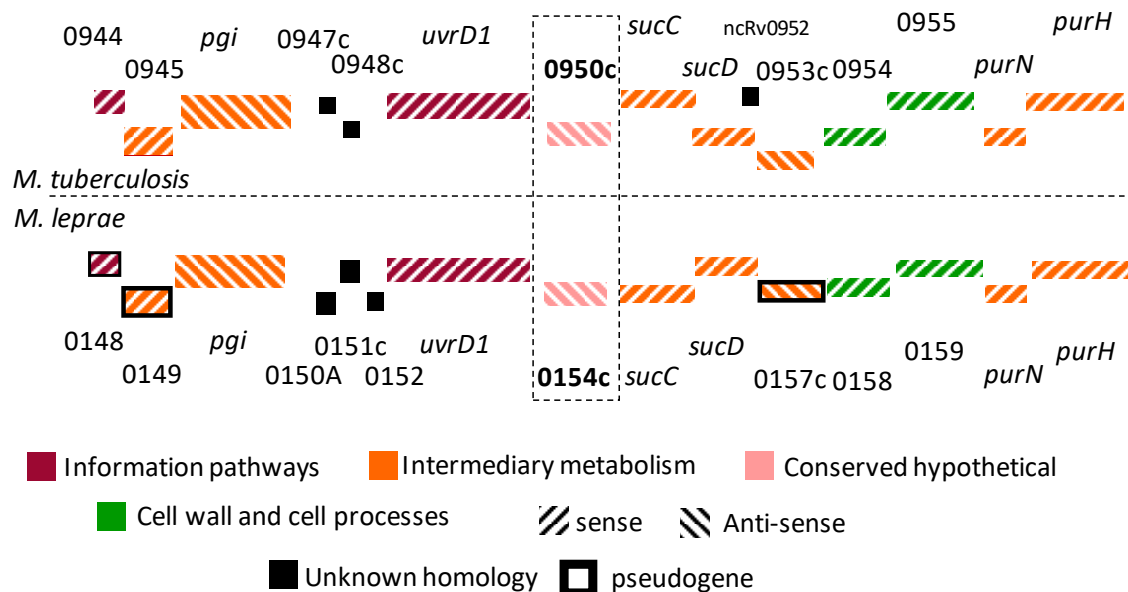 sucC 0955 purH
0944 pgi 0947c uvrD1 ncRv0952
0945 0948c 0950c sucD 0953c 0954 purN
M. tuberculosis
M. leprae
0148 pgi 0151c uvrD1 sucD 0159 purH
0149 0150A 0152 0154c sucC 0157c 0158 purN
Information pathways Intermediary metabolism Conserved hypothetical
Cell wall and cell processes sense Anti-sense
Unknown homology pseudogene